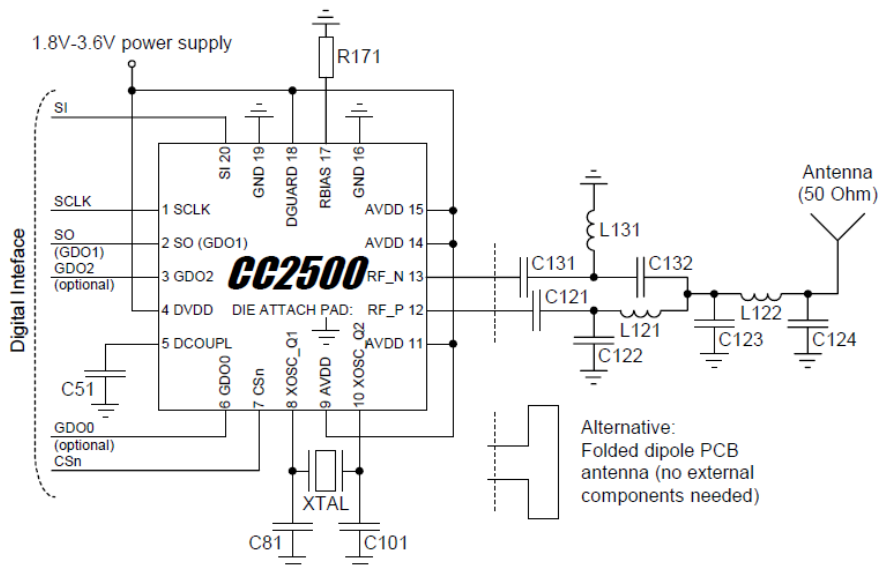 1.8V-3.6V power supply
R171
SI
SI 20
GND 19
DGUARD 18
RBIAS 17
GND 16
Antenna
(50 Ohm)
SCLK
1 SCLK
AVDD 15
L131
SO
(GDO1)
2 SO (GDO1)
AVDD 14
GDO2
(optional)
3 GDO2
CC2500
RF_N 13
C131
C132
4 DVDD
DIE ATTACH PAD:
RF_P 12
C121
L121
L122
5 DCOUPL
AVDD 11
C122
C123
C124
C51
6 GDO0
7 CSn
8 XOSC_Q1
9 AVDD
10 XOSC_Q2
Digital Inteface
GDO0
(optional)
CSn
XTAL
C81
C101
Alternative:
Folded dipole PCB
antenna (no external
components needed)